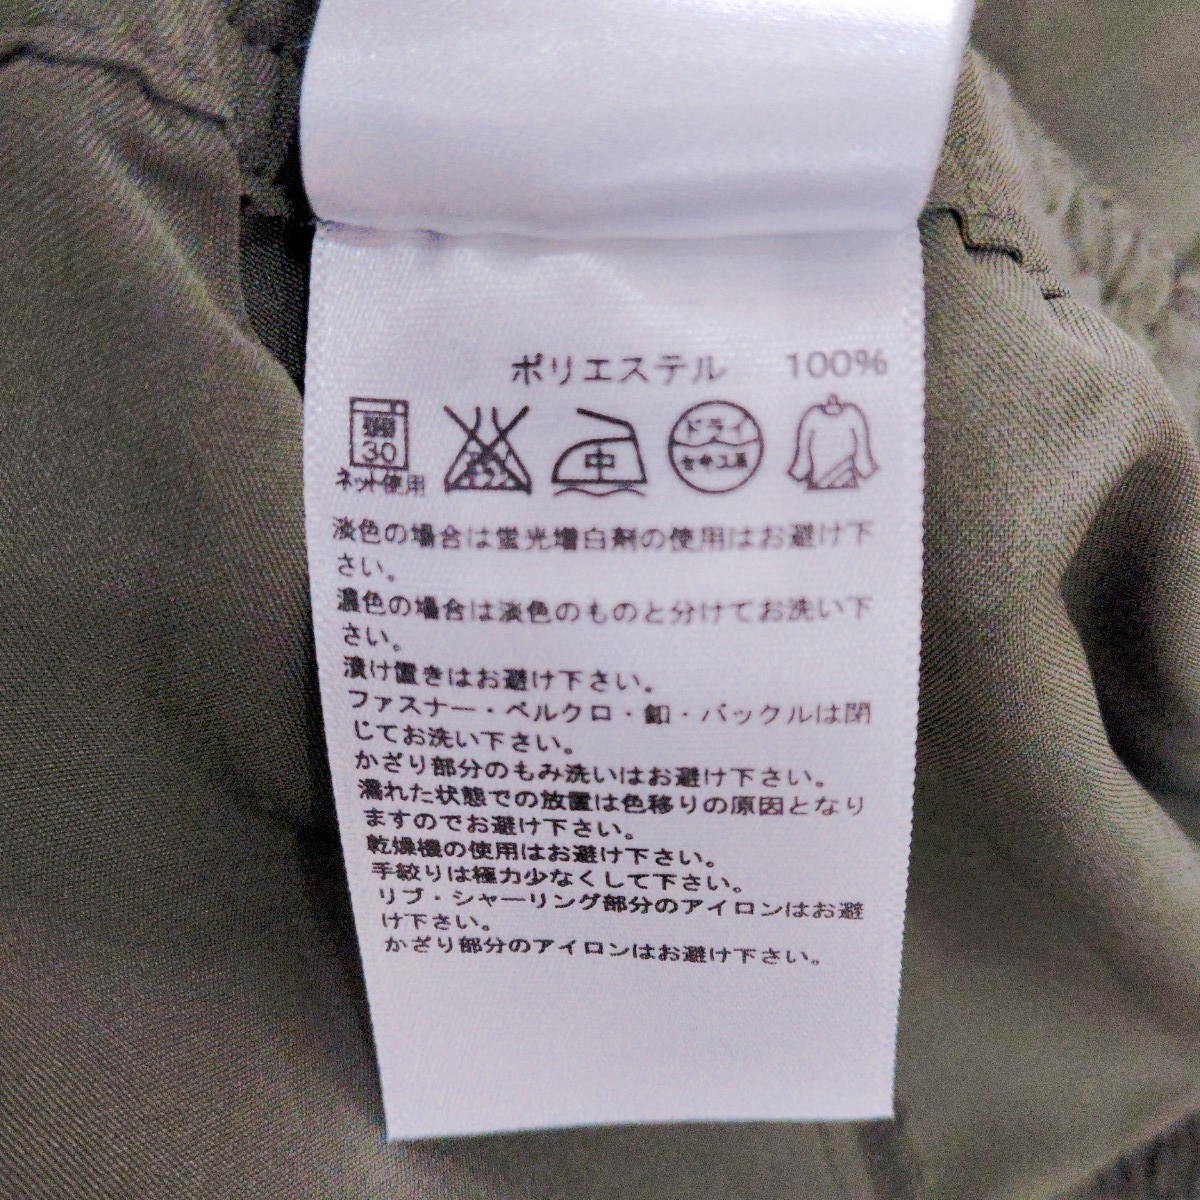 ポリエステル 100%
弱 30 エンソサラシ 中 ドライ セキユ系
ネット使用
淡色の場合は蛍光増白剤の使用はお避け下
さい。
濃色の場合は淡色のものと分けてお洗い下
さい。
漬け置きはお避け下さい。
ファスナー・ベルクロ・釦・バックルは閉
じてお洗い下さい。
かざり部分のもみ洗いはお避け下さい。
濡れた状態での放置は色移りの原因となり
ますのでお避け下さい。
乾燥機の使用はお避け下さい。
手絞りは極力少なくして下さい。
リブ・シャーリング部分のアイロンはお避
け下さい。
かざり部分のアイロンはお避け下さい。